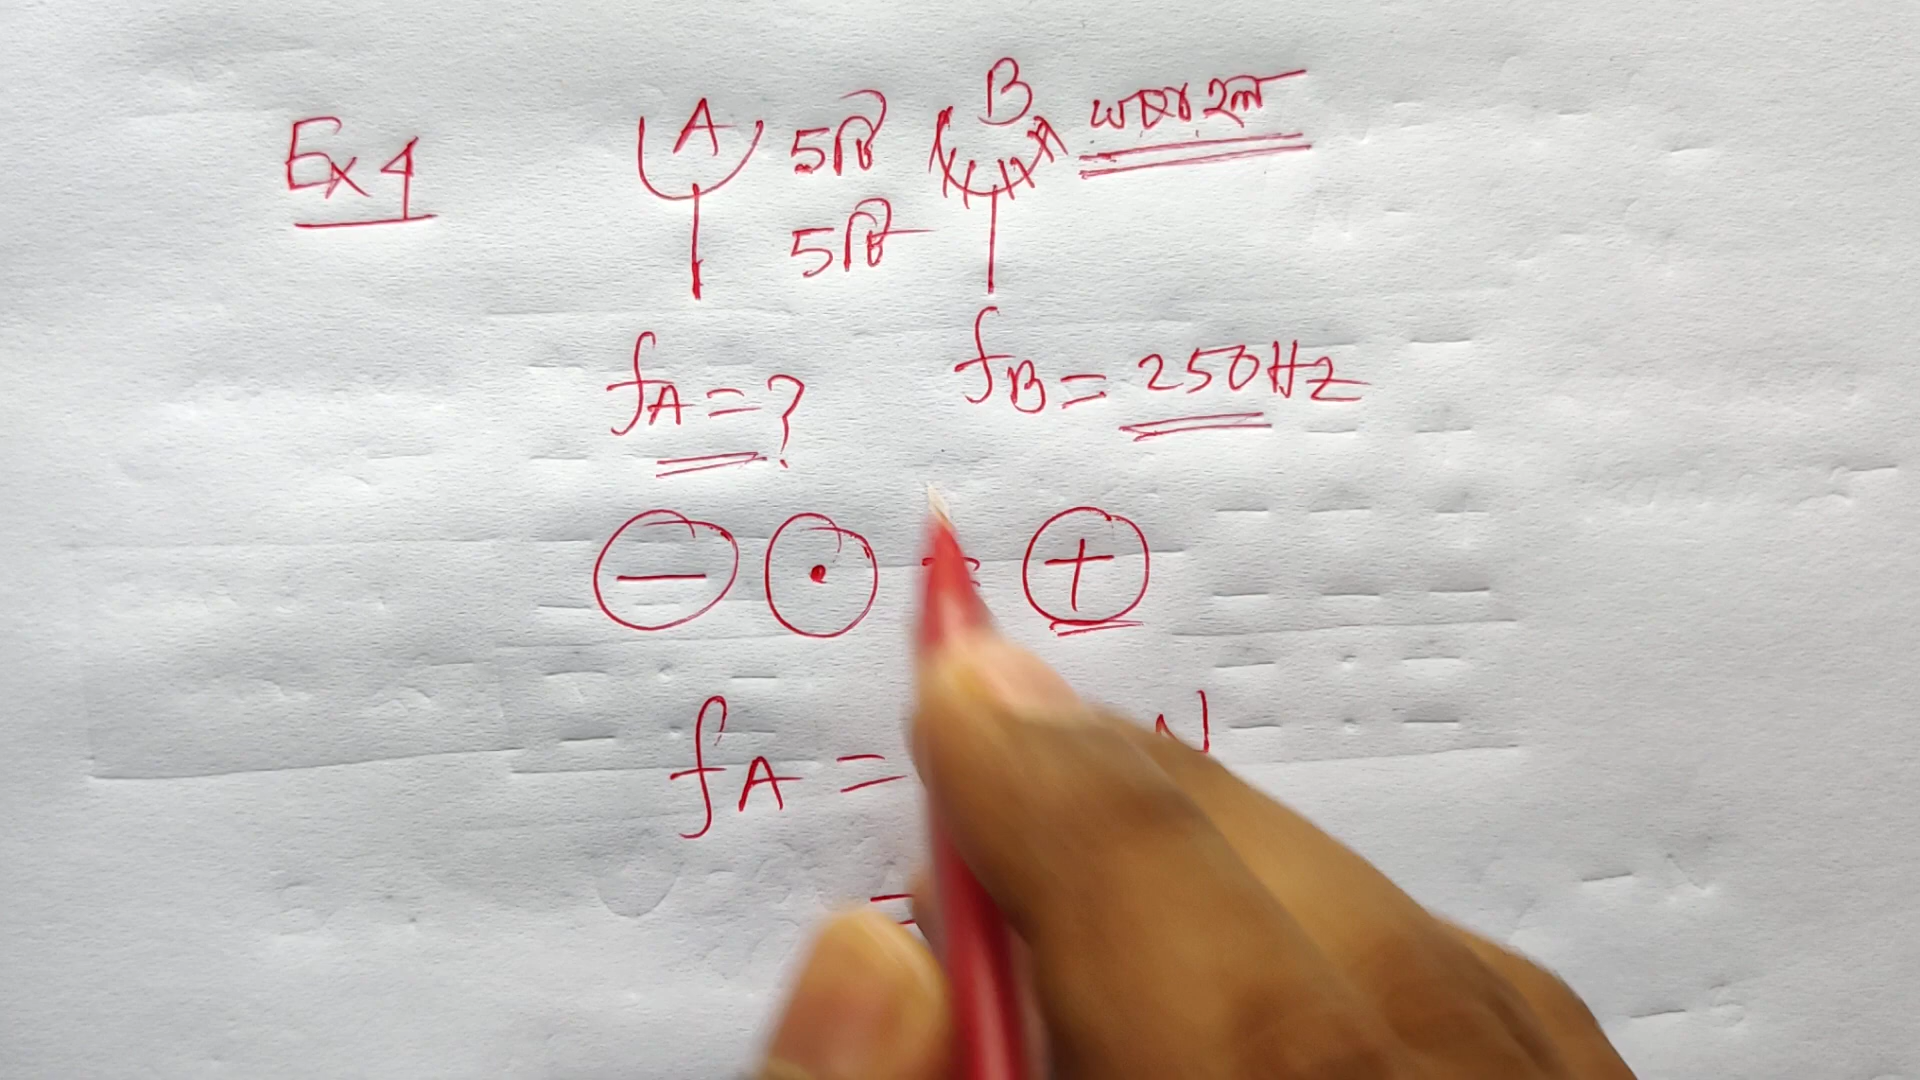 Ex 4 A 5টি B
5টি
fA = ? fB = 250Hz
− • = +
fA = N
=